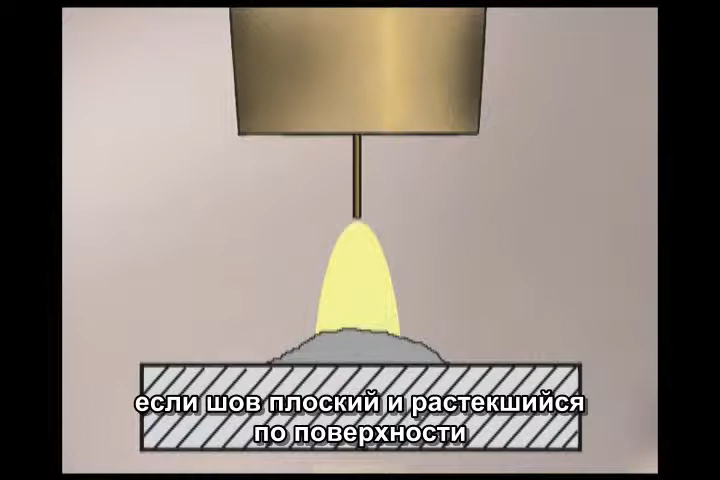 если шов плоский и растекшийся
по поверхности